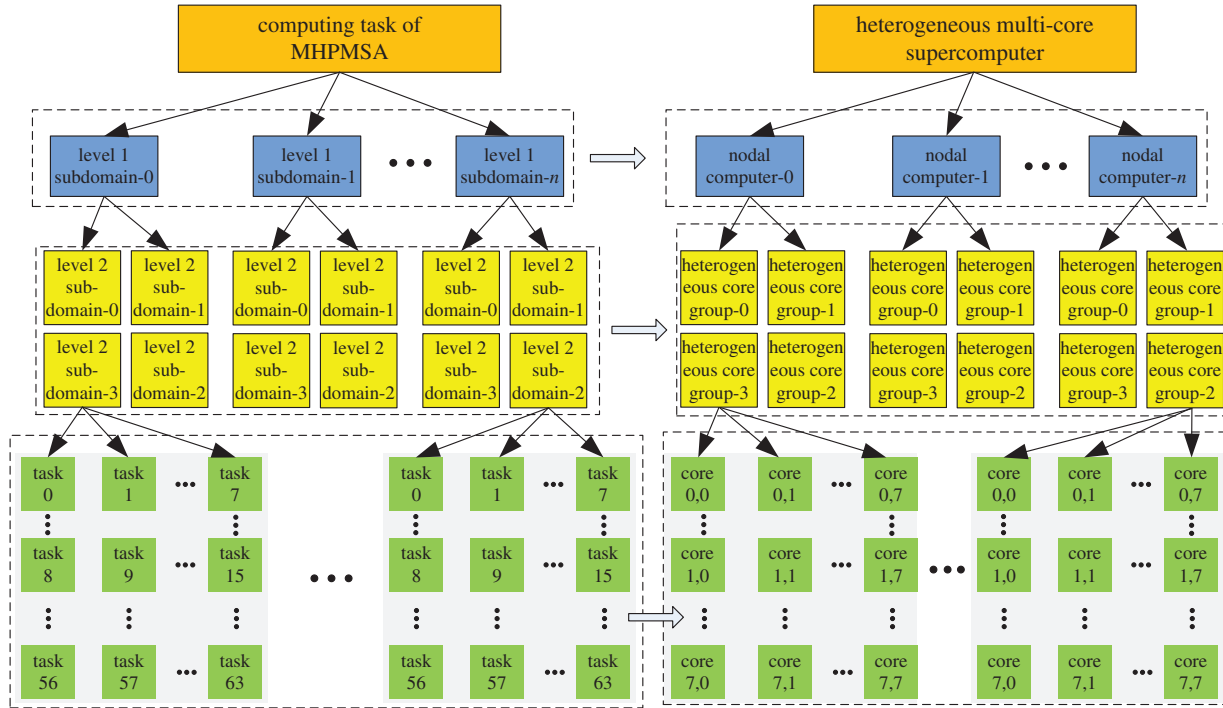 computing task of
MHPMSA
heterogeneous multi-core
supercomputer
level 1
subdomain-0
level 1
subdomain-1
level 1
subdomain-n
nodal
computer-0
nodal
computer-1
nodal
computer-n
level 2
sub-
domain-0
level 2
sub-
domain-1
level 2
sub-
domain-0
level 2
sub-
domain-1
level 2
sub-
domain-0
level 2
sub-
domain-1
heterogen
eous core
group-0
heterogen
eous core
group-1
heterogen
eous core
group-0
heterogen
eous core
group-1
heterogen
eous core
group-0
heterogen
eous core
group-1
level 2
sub-
domain-3
level 2
sub-
domain-2
level 2
sub-
domain-3
level 2
sub-
domain-2
level 2
sub-
domain-3
level 2
sub-
domain-2
heterogen
eous core
group-3
heterogen
eous core
group-2
heterogen
eous core
group-3
heterogen
eous core
group-2
heterogen
eous core
group-3
heterogen
eous core
group-2
task
0
task
1
task
7
task
0
task
1
task
7
core
0,0
core
0,1
core
0,7
core
0,0
core
0,1
core
0,7
task
8
task
9
task
15
task
8
task
9
task
15
core
1,0
core
1,1
core
1,7
core
1,0
core
1,1
core
1,7
task
56
task
57
task
63
task
56
task
57
task
63
core
7,0
core
7,1
core
7,7
core
7,0
core
7,1
core
7,7